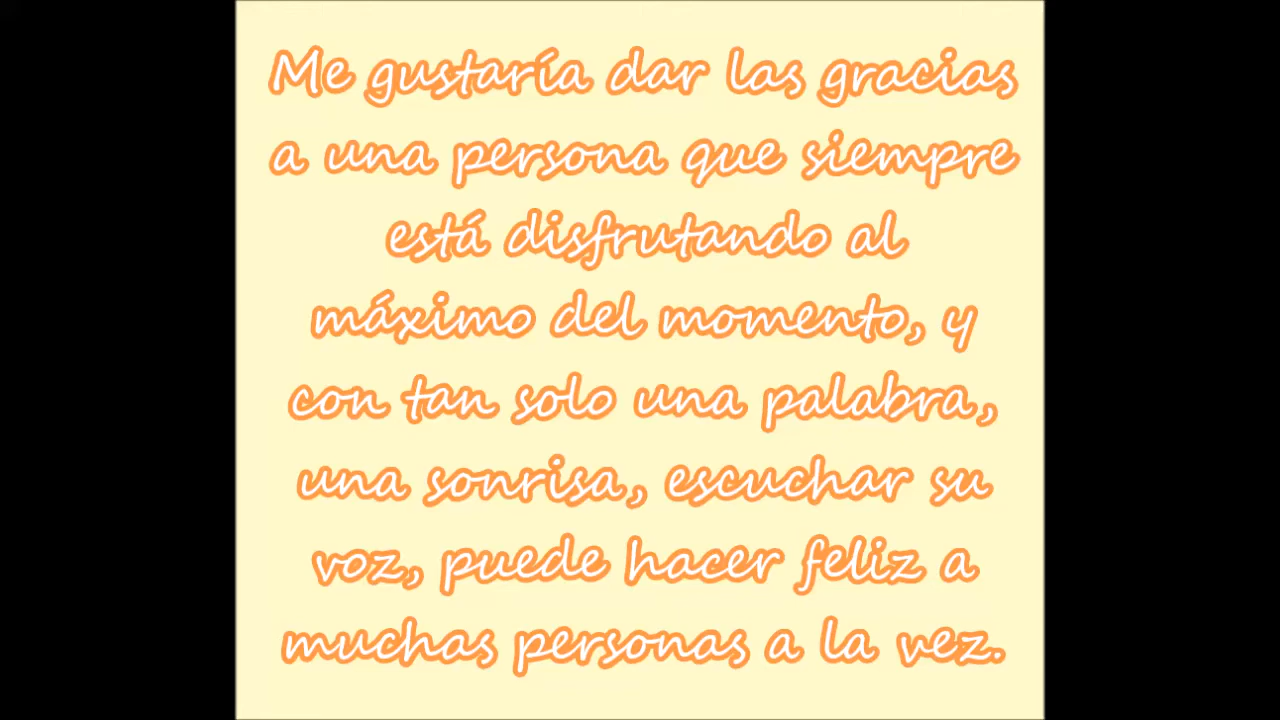 Me gustaría dar las gracias
a una persona que siempre
está disfrutando al
máximo del momento, y
con tan solo una palabra,
una sonrisa, escuchar su
voz, puede hacer feliz a
muchas personas a la vez.